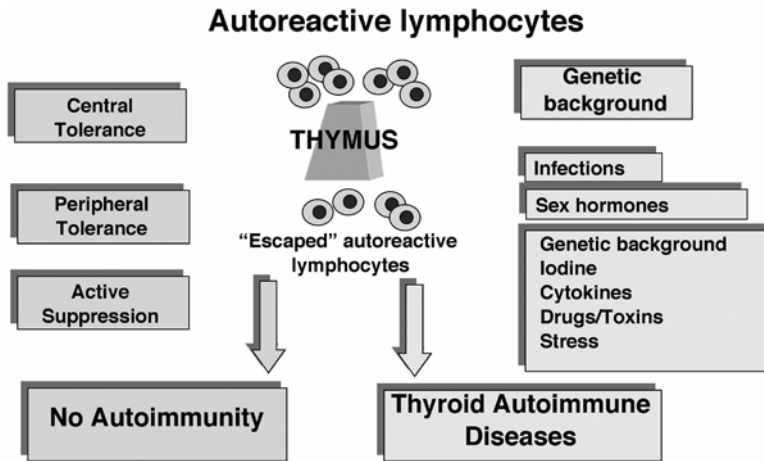 Autoreactive lymphocytes
Central
Tolerance
Peripheral
Tolerance
Active
Suppression
THYMUS
“Escaped” autoreactive
lymphocytes
Genetic
background
Infections
Sex hormones
Genetic background
Iodine
Cytokines
Drugs/Toxins
Stress
No Autoimmunity
Thyroid Autoimmune
Diseases